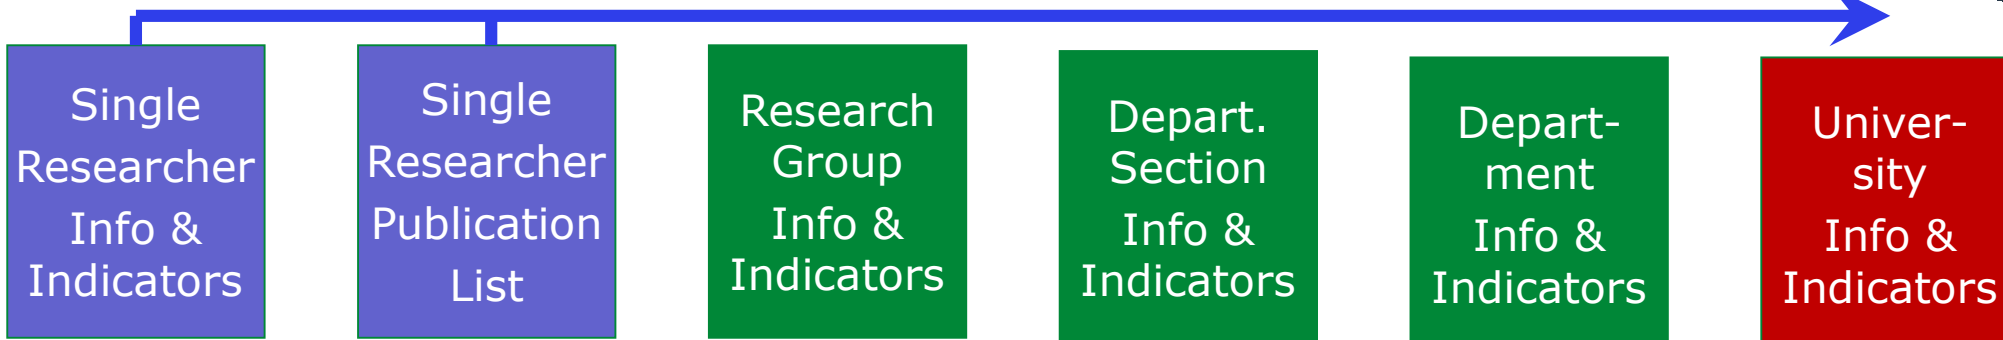 Single
Researcher
Info &
Indicators
Single
Researcher
Publication
List
Research
Group
Info &
Indicators
Depart.
Section
Info &
Indicators
Depart-
ment
Info &
Indicators
Univer-
sity
Info &
Indicators